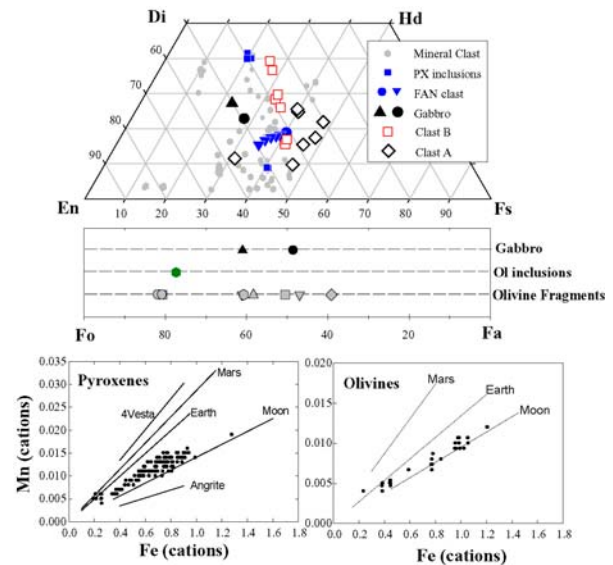 Di Hd
60
70
80
90
Mineral Clast
PX inclusions
FAN clast
Gabbro
Clast B
Clast A
En 10 20 30 40 50 60 70 80 90 Fs
Gabbro
Ol inclusions
Olivine Fragments
Fo 80 60 40 20 Fa
0.035
0.030
0.025
0.020
0.015
0.010
0.005
0.000
Mn (cations)
Pyroxenes
Mars
4Vesta
Earth
Moon
Angrite
0.0 0.2 0.4 0.6 0.8 1.0 1.2 1.4 1.6 1.8
Fe (cations)
0.020
0.015
0.010
0.005
0.000
Olivines
Mars
Earth
Moon
0.0 0.2 0.4 0.6 0.8 1.0 1.2 1.4 1.6 1.8
Fe (cations)